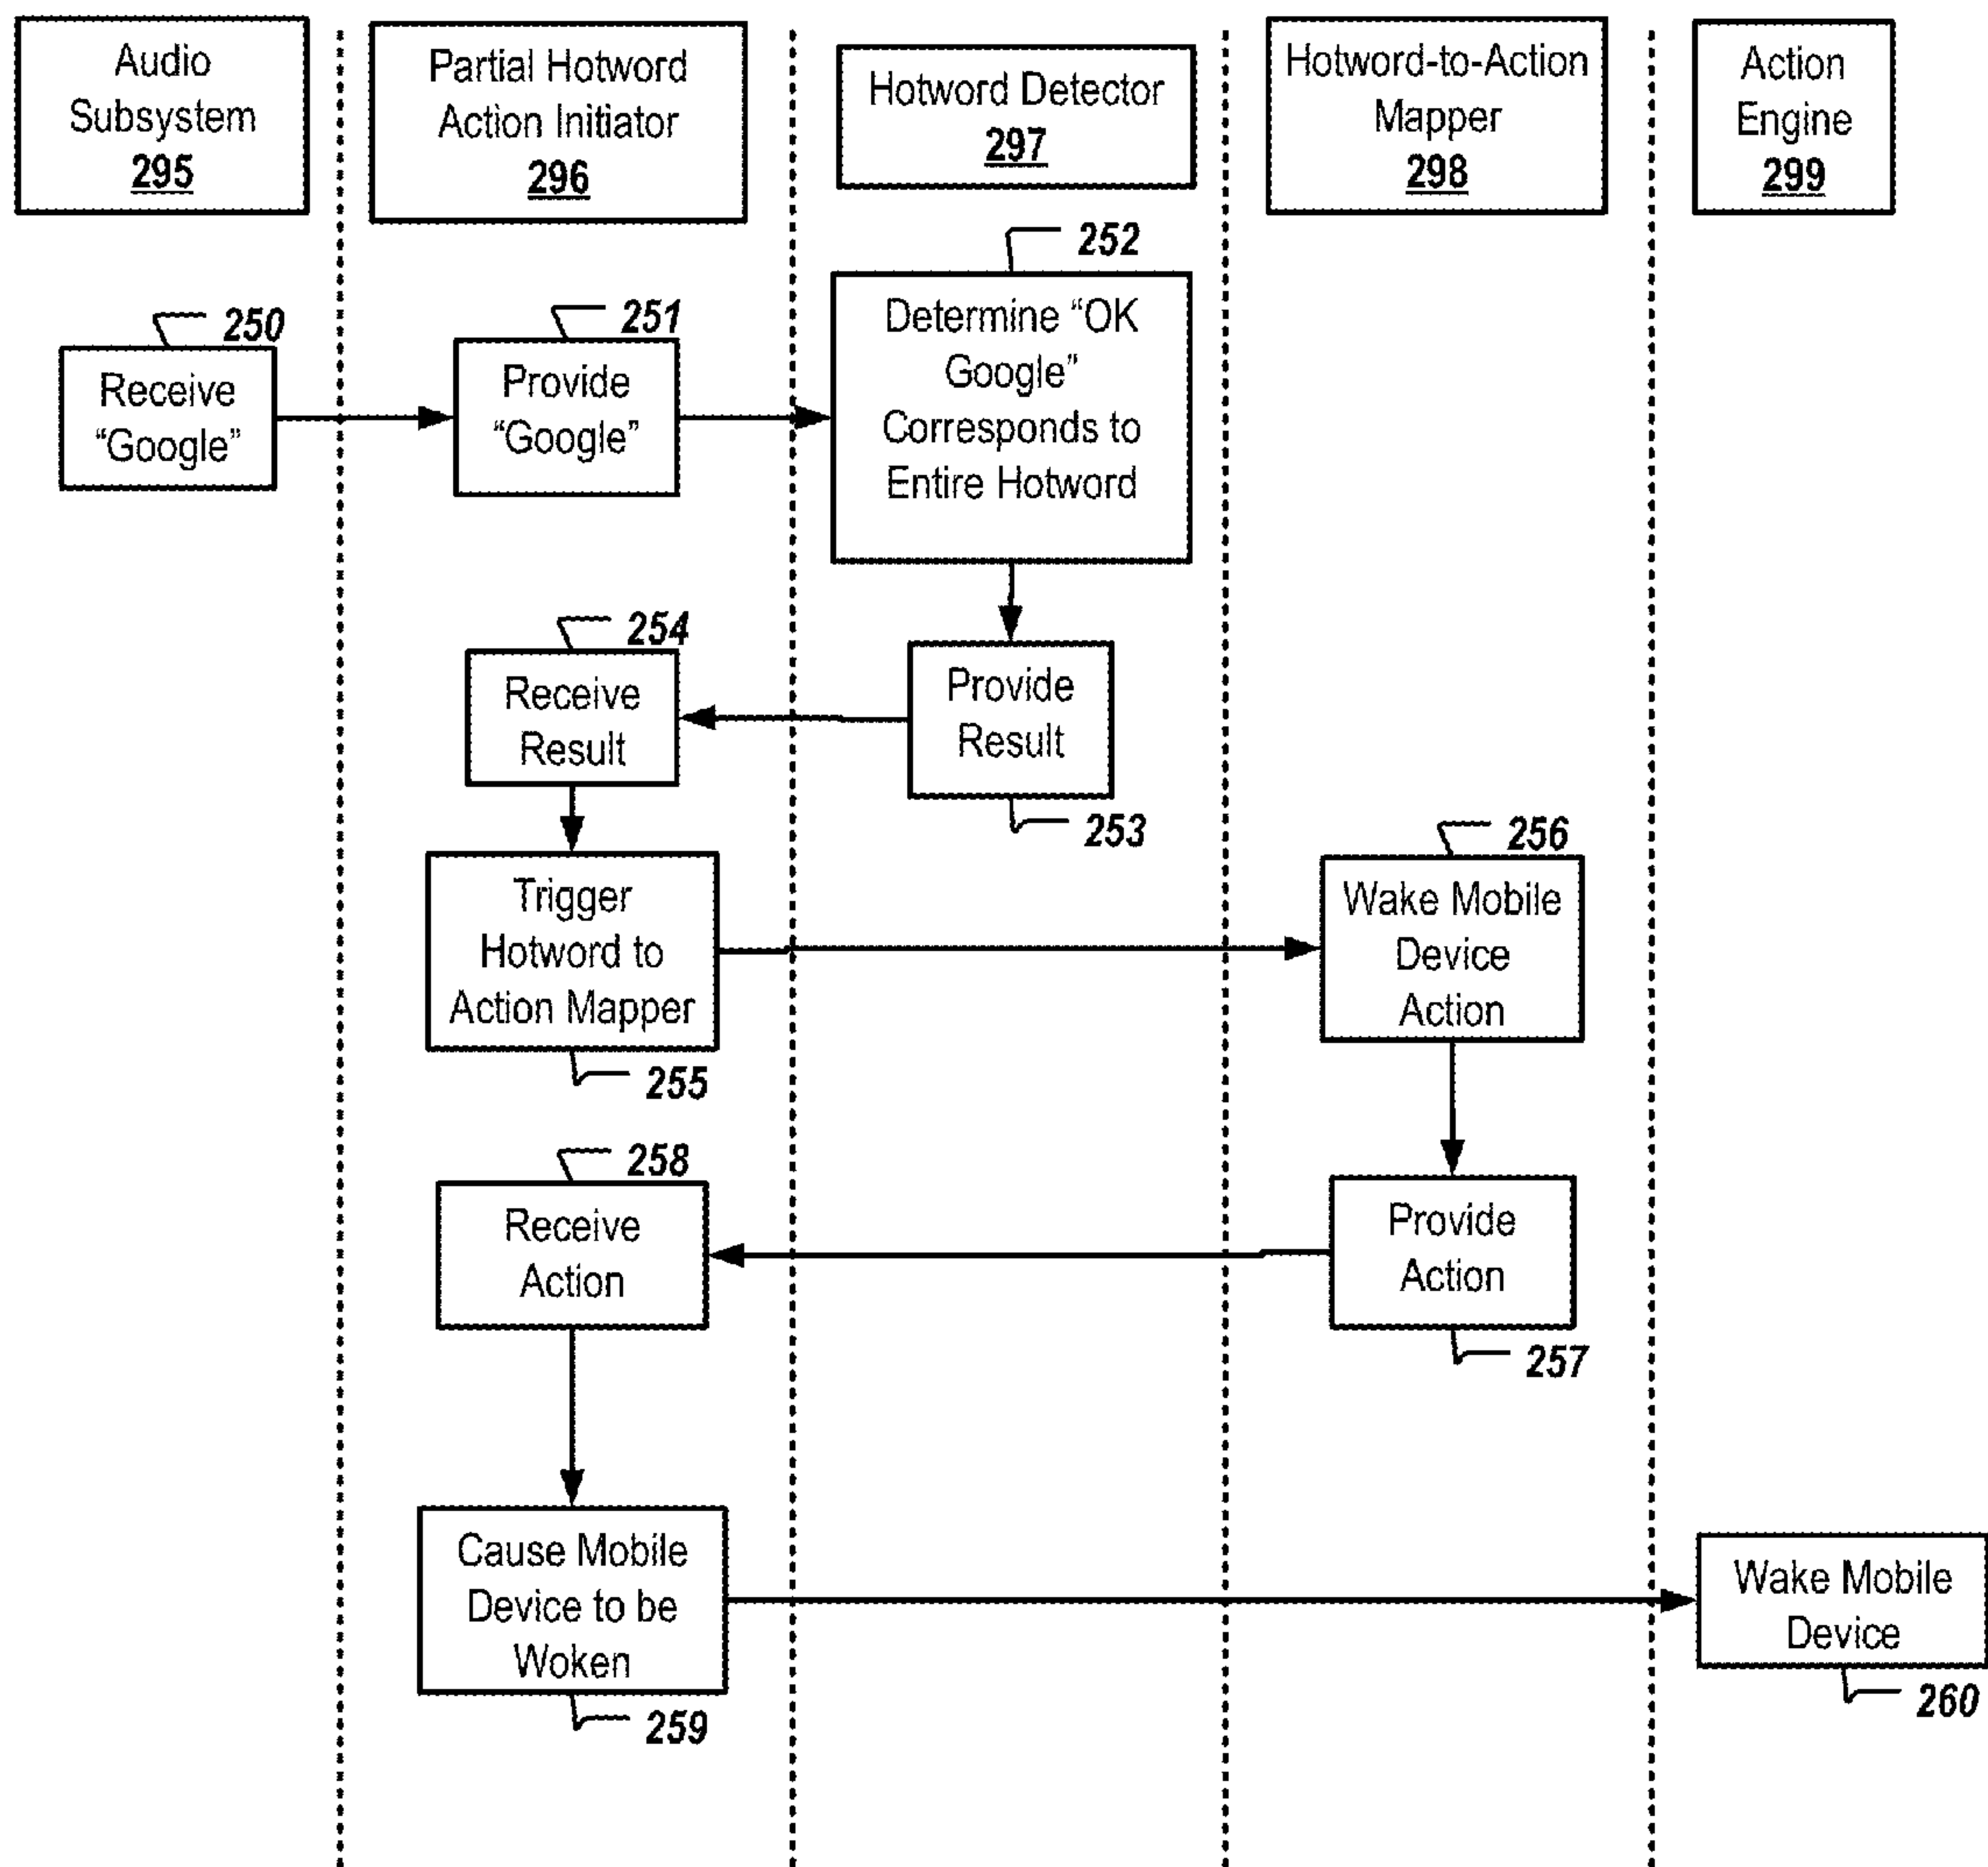 Audio
Subsystem
295
Partial Hotword
Action Initiator
296
Hotword Detector
297
Hotword-to-Action
Mapper
298
Action
Engine
299
250
Receive
“Google”
251
Provide
“Google”
252
Determine “OK
Google”
Corresponds to
Entire Hotword
254
Receive
Result
Provide
Result
253
Trigger
Hotword to
Action Mapper
255
256
Wake Mobile
Device
Action
258
Receive
Action
Provide
Action
257
Cause Mobile
Device to be
Woken
259
Wake Mobile
Device
260